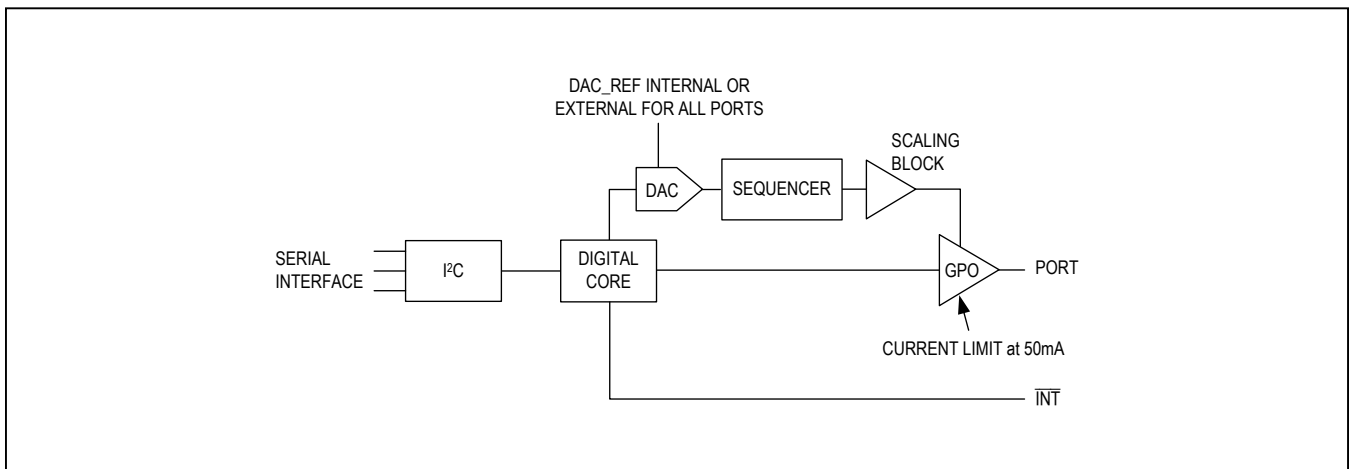 DAC_REF INTERNAL OR
EXTERNAL FOR ALL PORTS
SCALING
BLOCK
DAC
SEQUENCER
SERIAL
INTERFACE
I²C
DIGITAL
CORE
GPO
PORT
CURRENT LIMIT at 50mA
I̅N̅T̅